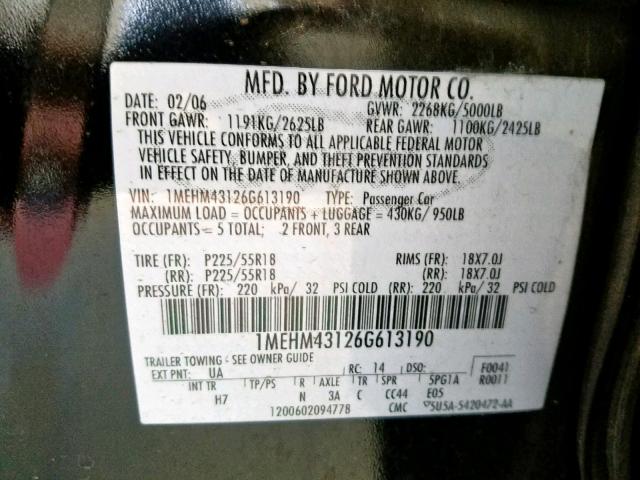 MFD. BY FORD MOTOR CO.
DATE: 02/06 GVWR: 2268KG/5000LB
FRONT GAWR: 1191KG/2625LB REAR GAWR: 1100KG/2425LB
THIS VEHICLE CONFORMS TO ALL APPLICABLE FEDERAL MOTOR
VEHICLE SAFETY, BUMPER, AND THEFT PREVENTION STANDARDS
IN EFFECT ON THE DATE OF MANUFACTURE SHOWN ABOVE.
VIN: 1MEHM43126G613190 TYPE: Passenger Car
MAXIMUM LOAD = OCCUPANTS + LUGGAGE = 430KG/ 950LB
OCCUPANTS = 5 TOTAL; 2 FRONT, 3 REAR
TIRE (FR): P225/55R18 RIMS (FR): 18X7.0J
(RR): P225/55R18 (RR): 18X7.0J
PRESSURE (FR): 220 kPa/ 32 PSI COLD (RR): 220 kPa/ 32 PSI COLD
1MEHM43126G613190
TRAILER TOWING - SEE OWNER GUIDE
EXT PNT: UA RC: 14 DSO: F0041
INT TR TP/PS R AXLE TR SPR 5PG1A R0011
H7 N 3A C CC44 E05
1200602094778 CMC ▽5U5A-5420472-AA